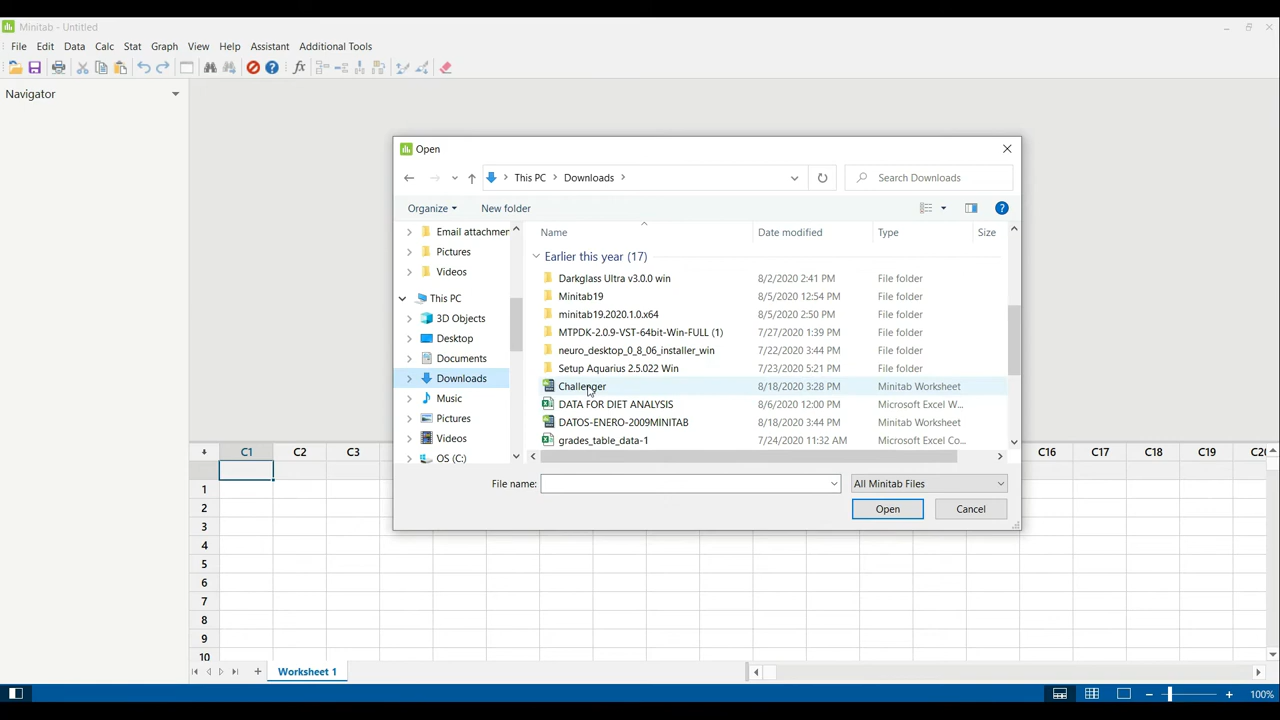 Minitab - Untitled
File Edit Data Calc Stat Graph View Help Assistant Additional Tools
Navigator
Open
This PC Downloads
Search Downloads
Organize New folder
Name Date modified Type Size
Email attachmen
Pictures
Videos
This PC
3D Objects
Desktop
Documents
Downloads
Music
Pictures
Videos
OS (C:)
Earlier this year (17)
Darkglass Ultra v3.0.0 win 8/2/2020 2:41 PM File folder
Minitab19 8/5/2020 12:54 PM File folder
minitab19.2020.1.0.x64 8/5/2020 2:50 PM File folder
MTPDK-2.0.9-VST-64bit-Win-FULL (1) 7/27/2020 1:39 PM File folder
neuro_desktop_0_8_06_installer_win 7/22/2020 3:44 PM File folder
Setup Aquarius 2.5.022 Win 7/23/2020 5:21 PM File folder
Challenger 8/18/2020 3:28 PM Minitab Worksheet
DATA FOR DIET ANALYSIS 8/6/2020 12:00 PM Microsoft Excel W...
DATOS-ENERO-2009MINITAB 8/18/2020 3:44 PM Minitab Worksheet
grades_table_data-1 7/24/2020 11:32 AM Microsoft Excel Co...
File name: All Minitab Files
Open Cancel
C1 C2 C3 C16 C17 C18 C19 C20
1
2
3
4
5
6
7
8
9
10
Worksheet 1
100%